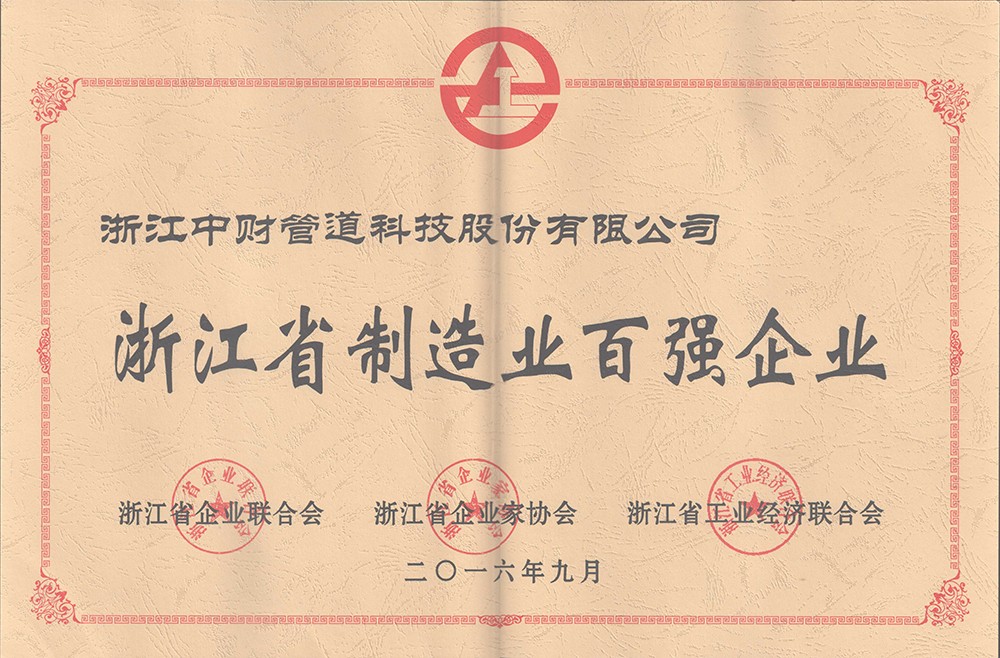 浙江中财管道科技股份有限公司
浙江省制造业百强企业
浙江省企业联合会 浙江省企业家协会 浙江省工业经济联合会
二〇一六年九月